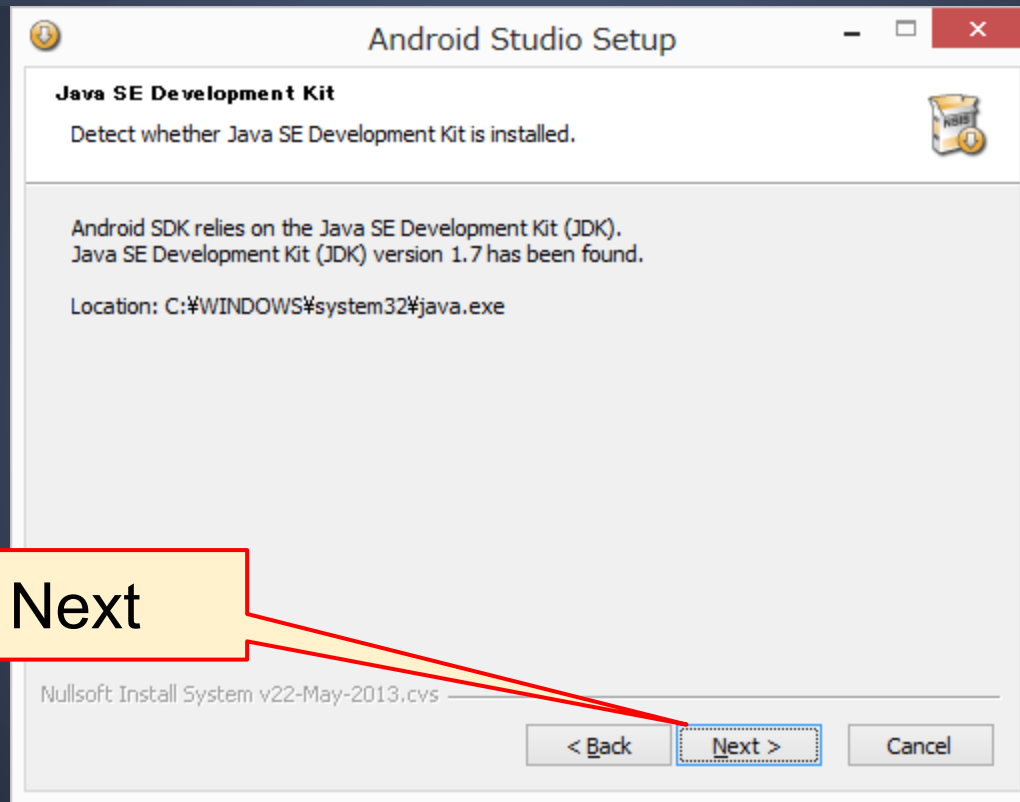 Android Studio Setup
Java SE Development Kit
Detect whether Java SE Development Kit is installed.
NSIS
Android SDK relies on the Java SE Development Kit (JDK).
Java SE Development Kit (JDK) version 1.7 has been found.
Location: C:¥WINDOWS¥system32¥java.exe
Next
Nullsoft Install System v22-May-2013.cvs
< Back Next > Cancel